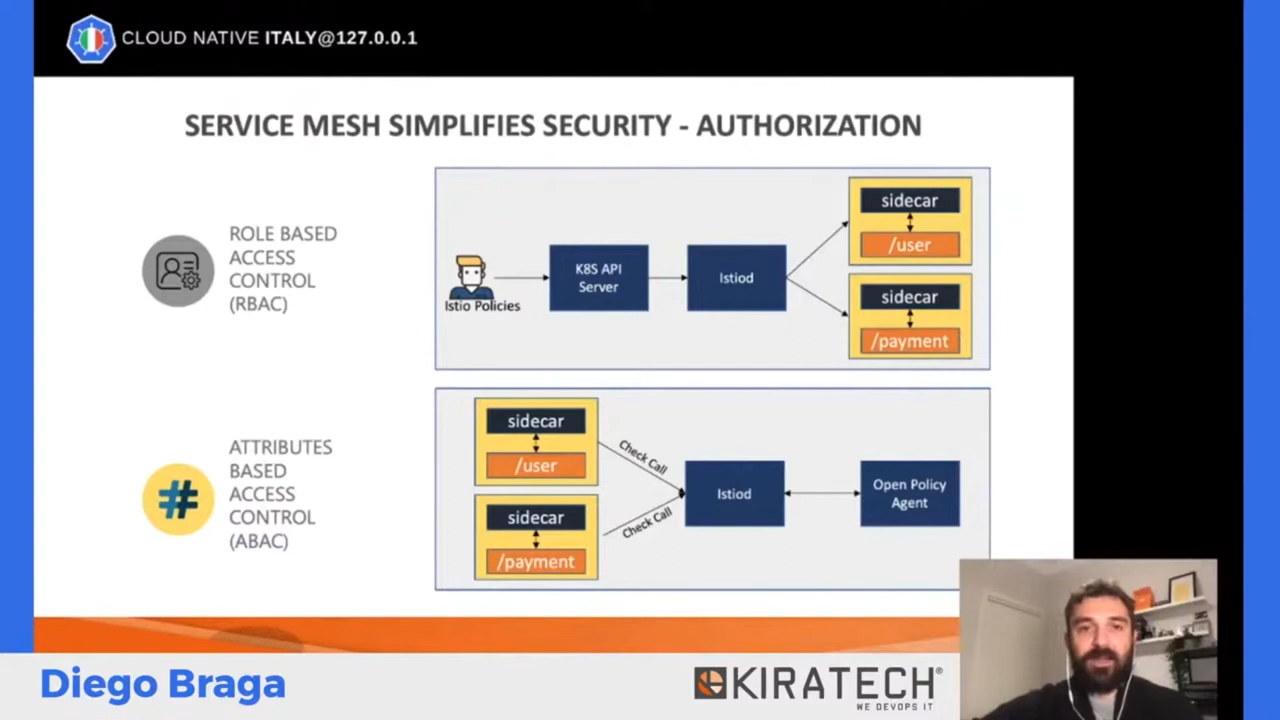 CLOUD NATIVE ITALY@127.0.0.1
SERVICE MESH SIMPLIFIES SECURITY - AUTHORIZATION
ROLE BASED
ACCESS
CONTROL
(RBAC)
Istio Policies
K8S API
Server
Istiod
sidecar
/user
sidecar
/payment
ATTRIBUTES
BASED
ACCESS
CONTROL
(ABAC)
sidecar
/user
sidecar
/payment
Check Call
Check Call
Istiod
Open Policy
Agent
Diego Braga
KIRATECH®
WE DEVOPS IT